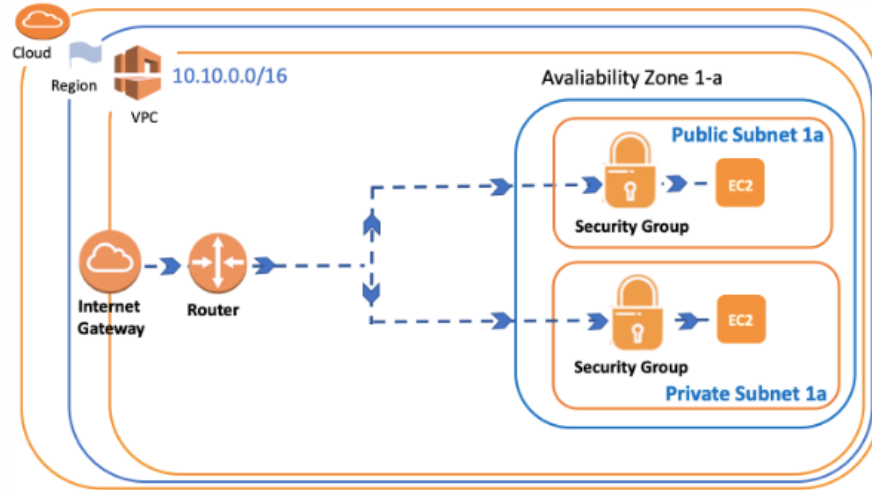 Cloud
Region
VPC
10.10.0.0/16
Avaliability Zone 1-a
Public Subnet 1a
EC2
Security Group
Internet
Gateway
Router
EC2
Security Group
Private Subnet 1a